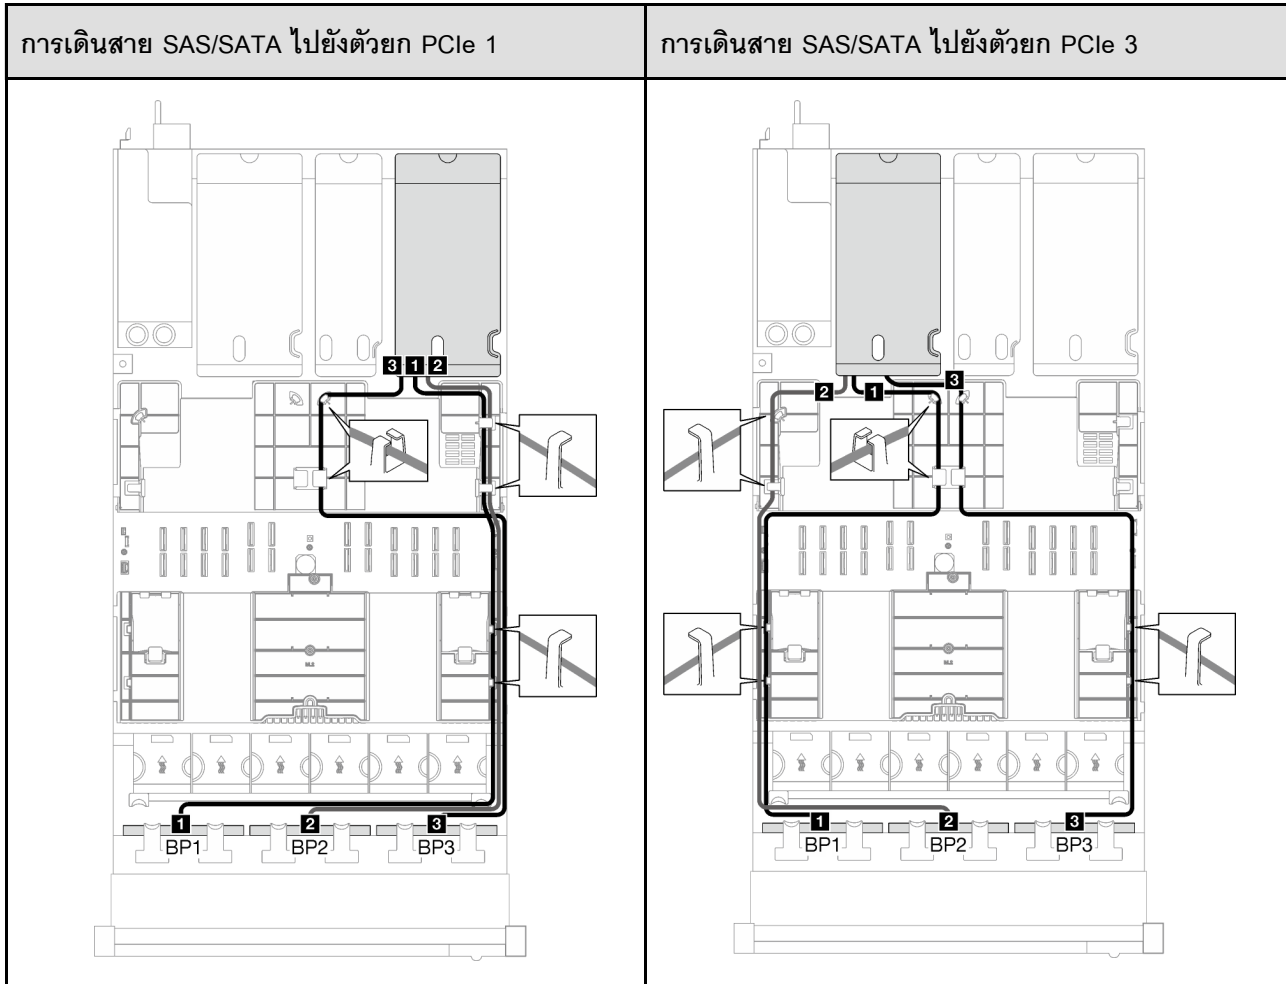 การเดินสาย SAS/SATA ไปยังตัวยก PCIe 1
การเดินสาย SAS/SATA ไปยังตัวยก PCIe 3
3 1 2
2 1 3
M.2
M.2
1 2 3
BP1 BP2 BP3
1 2 3
BP1 BP2 BP3